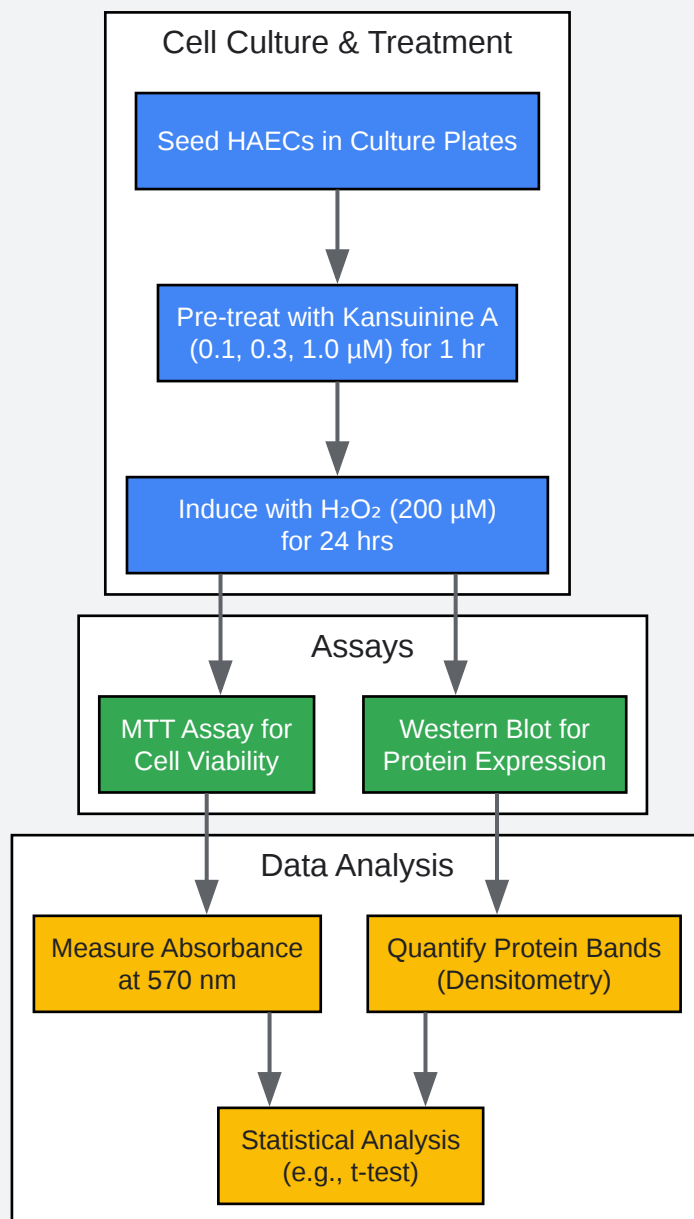 Cell Culture & Treatment
Seed HAECs in Culture Plates
Pre-treat with Kansuinine A
(0.1, 0.3, 1.0 µM) for 1 hr
Induce with H₂O₂ (200 µM)
for 24 hrs
Assays
MTT Assay for
Cell Viability
Western Blot for
Protein Expression
Data Analysis
Measure Absorbance
at 570 nm
Quantify Protein Bands
(Densitometry)
Statistical Analysis
(e.g., t-test)